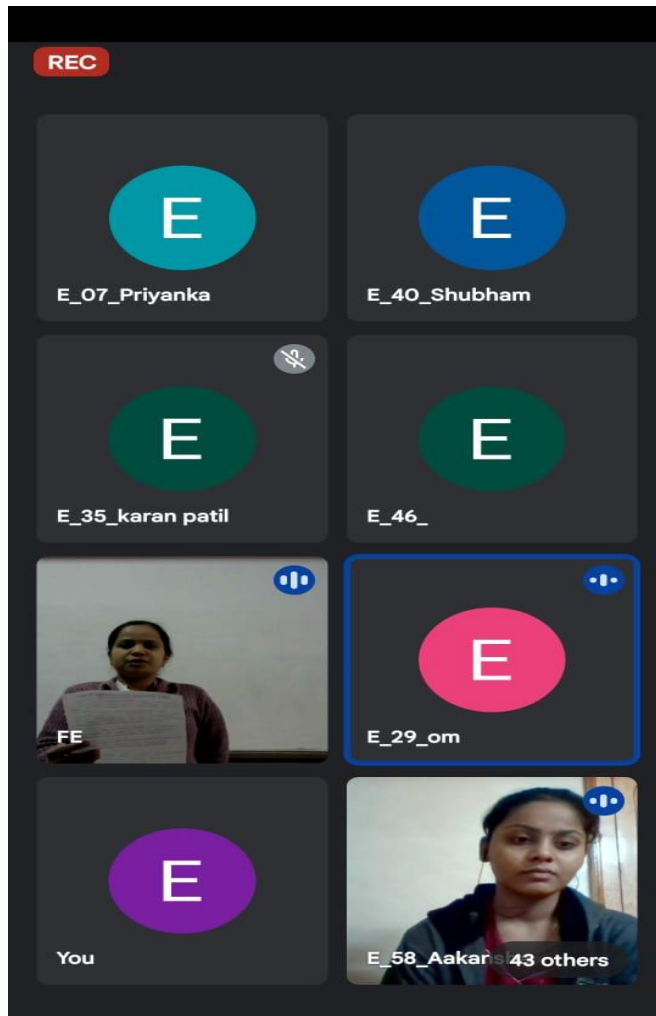 REC
E
E
E_07_Priyanka
E_40_Shubham
E
E
E_35_karan patil
E_46_
E
FE
E_29_om
E
You
E_58_Aakan
43 others